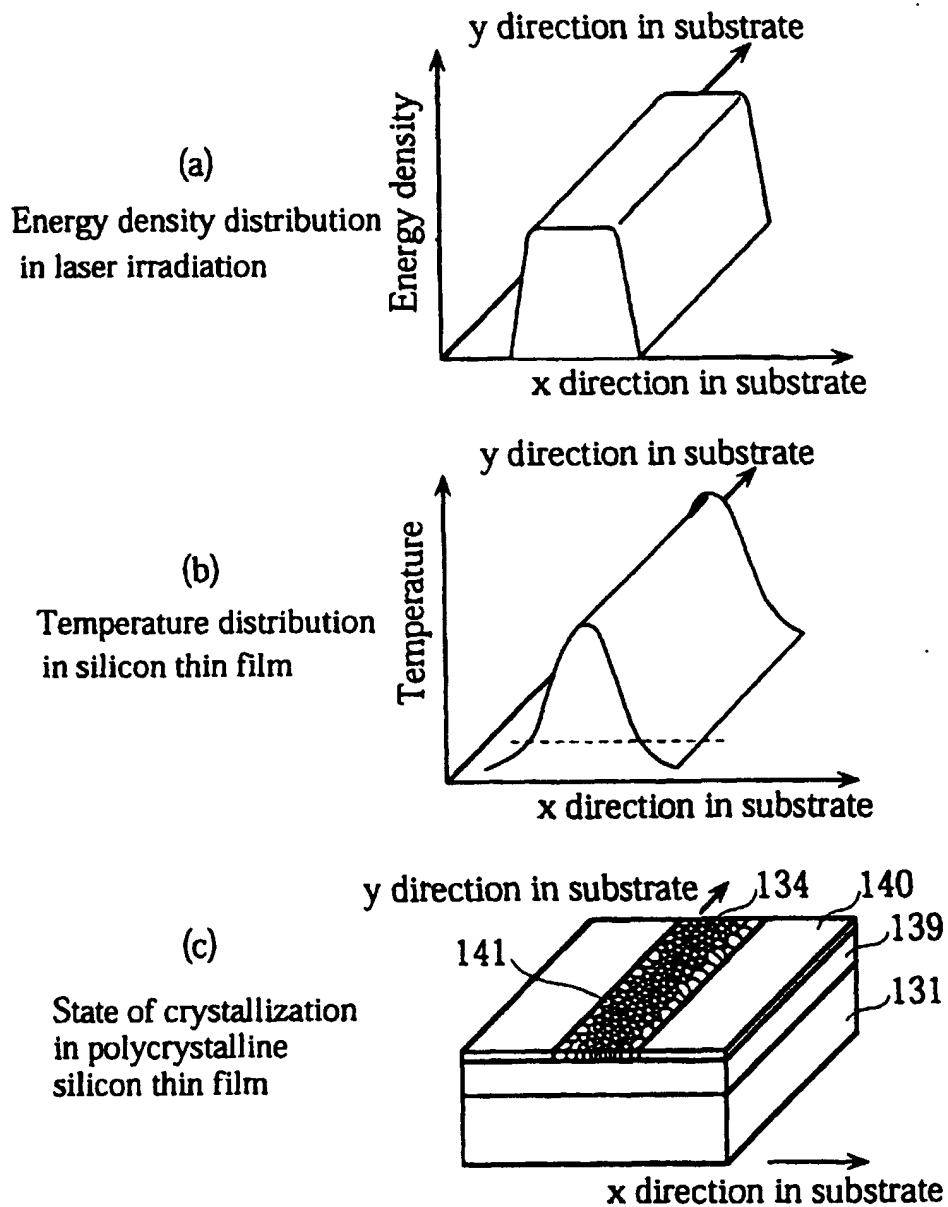 y direction in substrate
Energy density
(a)
Energy density distribution
in laser irradiation
x direction in substrate
y direction in substrate
Temperature
(b)
Temperature distribution
in silicon thin film
x direction in substrate
y direction in substrate
134
140
139
141
131
(c)
State of crystallization
in polycrystalline
silicon thin film
x direction in substrate